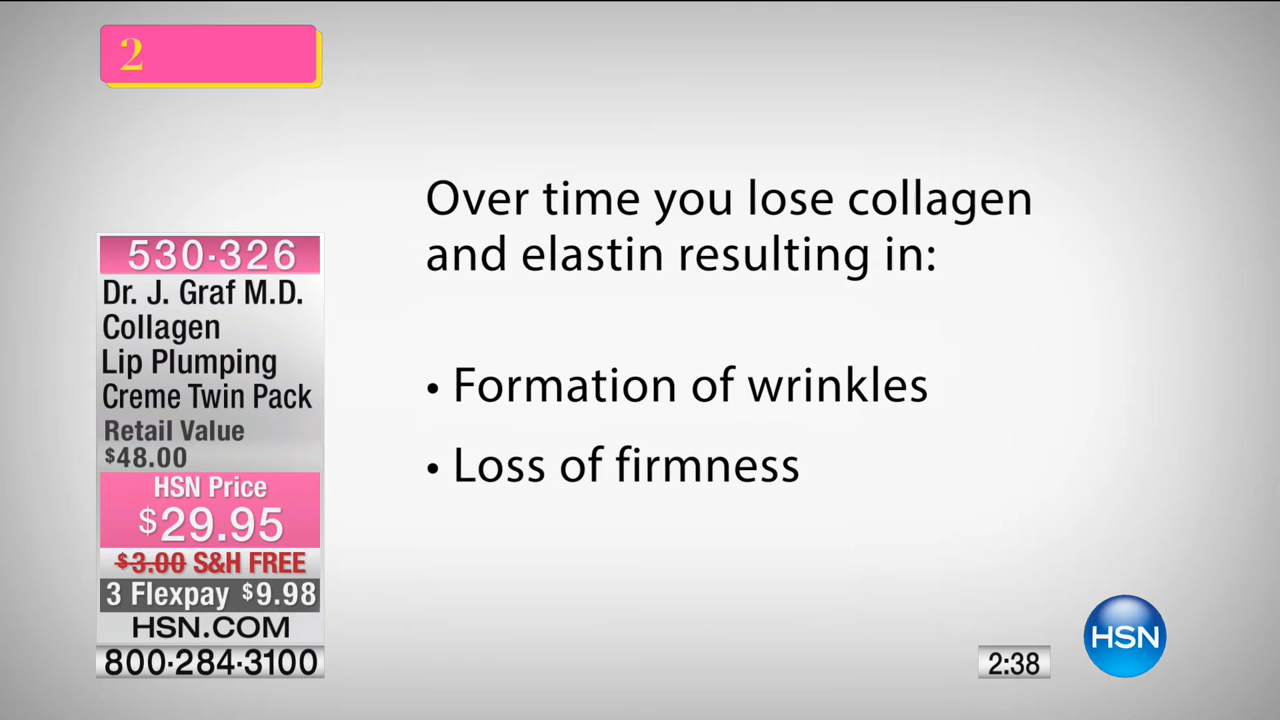 2
530·326
Dr. J. Graf M.D.
Collagen
Lip Plumping
Creme Twin Pack
Retail Value
$48.00
HSN Price
$29.95
$3.00 S&H FREE
3 Flexpay $9.98
HSN.COM
800·284·3100
Over time you lose collagen
and elastin resulting in:
• Formation of wrinkles
• Loss of firmness
2:38
HSN